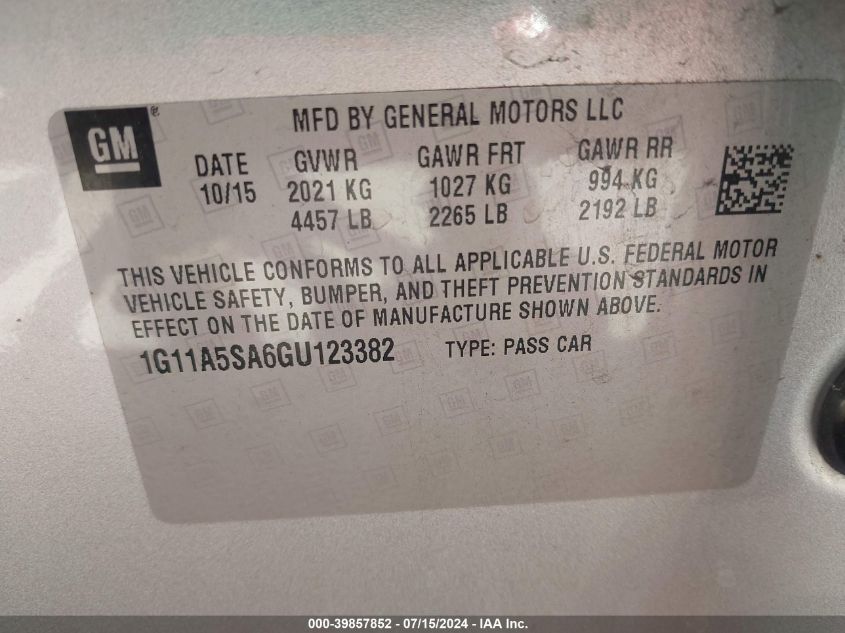 GM ®
MFD BY GENERAL MOTORS LLC
DATE GVWR GAWR FRT GAWR RR
10/15 2021 KG 1027 KG 994 KG
4457 LB 2265 LB 2192 LB
THIS VEHICLE CONFORMS TO ALL APPLICABLE U.S. FEDERAL MOTOR
VEHICLE SAFETY, BUMPER, AND THEFT PREVENTION STANDARDS IN
EFFECT ON THE DATE OF MANUFACTURE SHOWN ABOVE.
1G11A5SA6GU123382 TYPE: PASS CAR
000-39857852 - 07/15/2024 - IAA Inc.